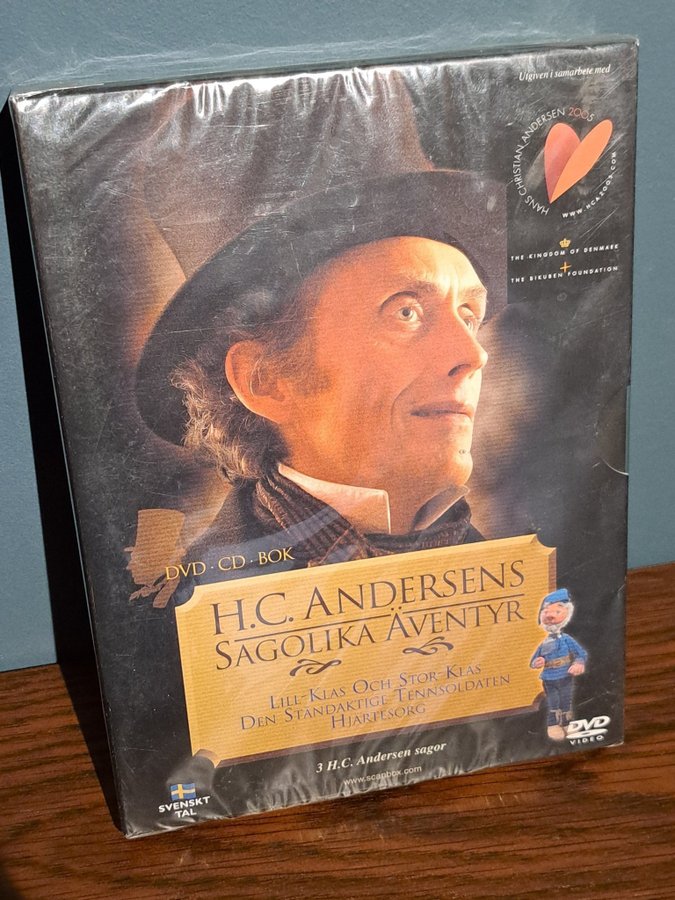 Utgiven i samarbete med
HANS CHRISTIAN ANDERSEN 2005
WWW.HCA2005.COM
THE KINGDOM OF DENMARK
THE BIKUBEN FOUNDATION
DVD · CD · BOK
H.C. ANDERSENS
SAGOLIKA ÄVENTYR
LILL-KLAS OCH STOR-KLAS
DEN STÅNDAKTIGE TENNSOLDATEN
HJÄRTESORG
3 H.C. Andersen sagor
www.scanbox.com
SVENSKT
TAL
DVD
VIDEO